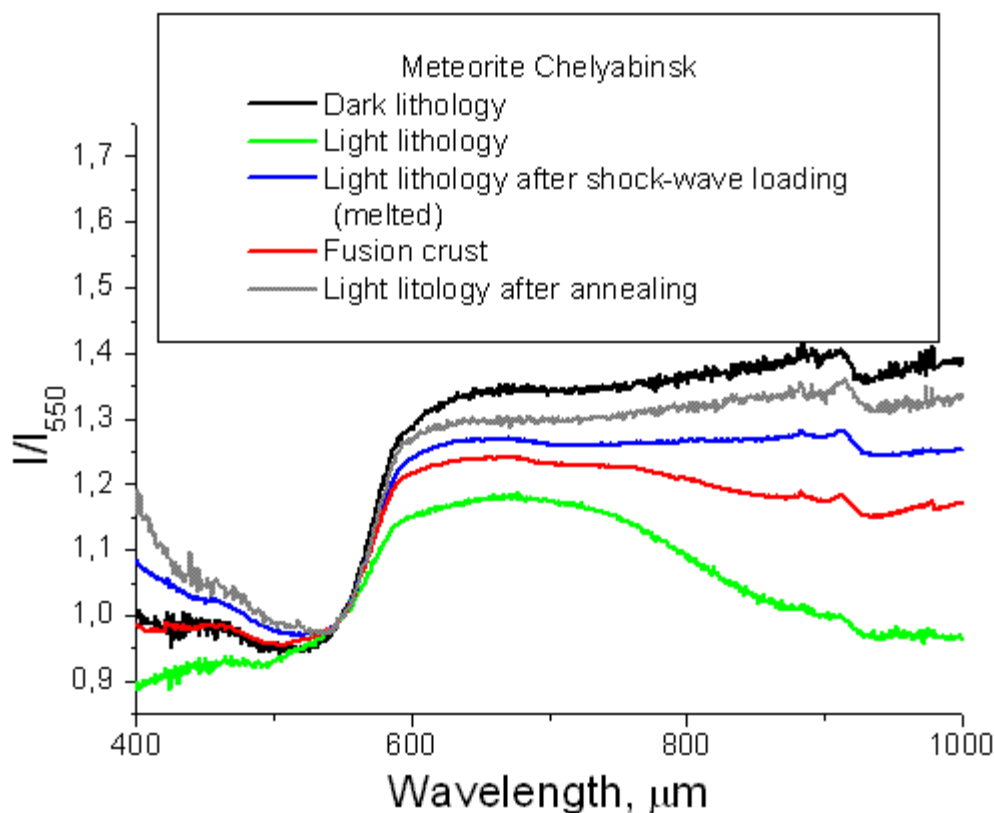 Meteorite Chelyabinsk
Dark lithology
Light lithology
Light lithology after shock-wave loading
(melted)
Fusion crust
Light litology after annealing
1,7
1,6
1,5
1,4
1,3
1,2
1,1
1,0
0,9
I/I550
400
600
800
1000
Wavelength, μm